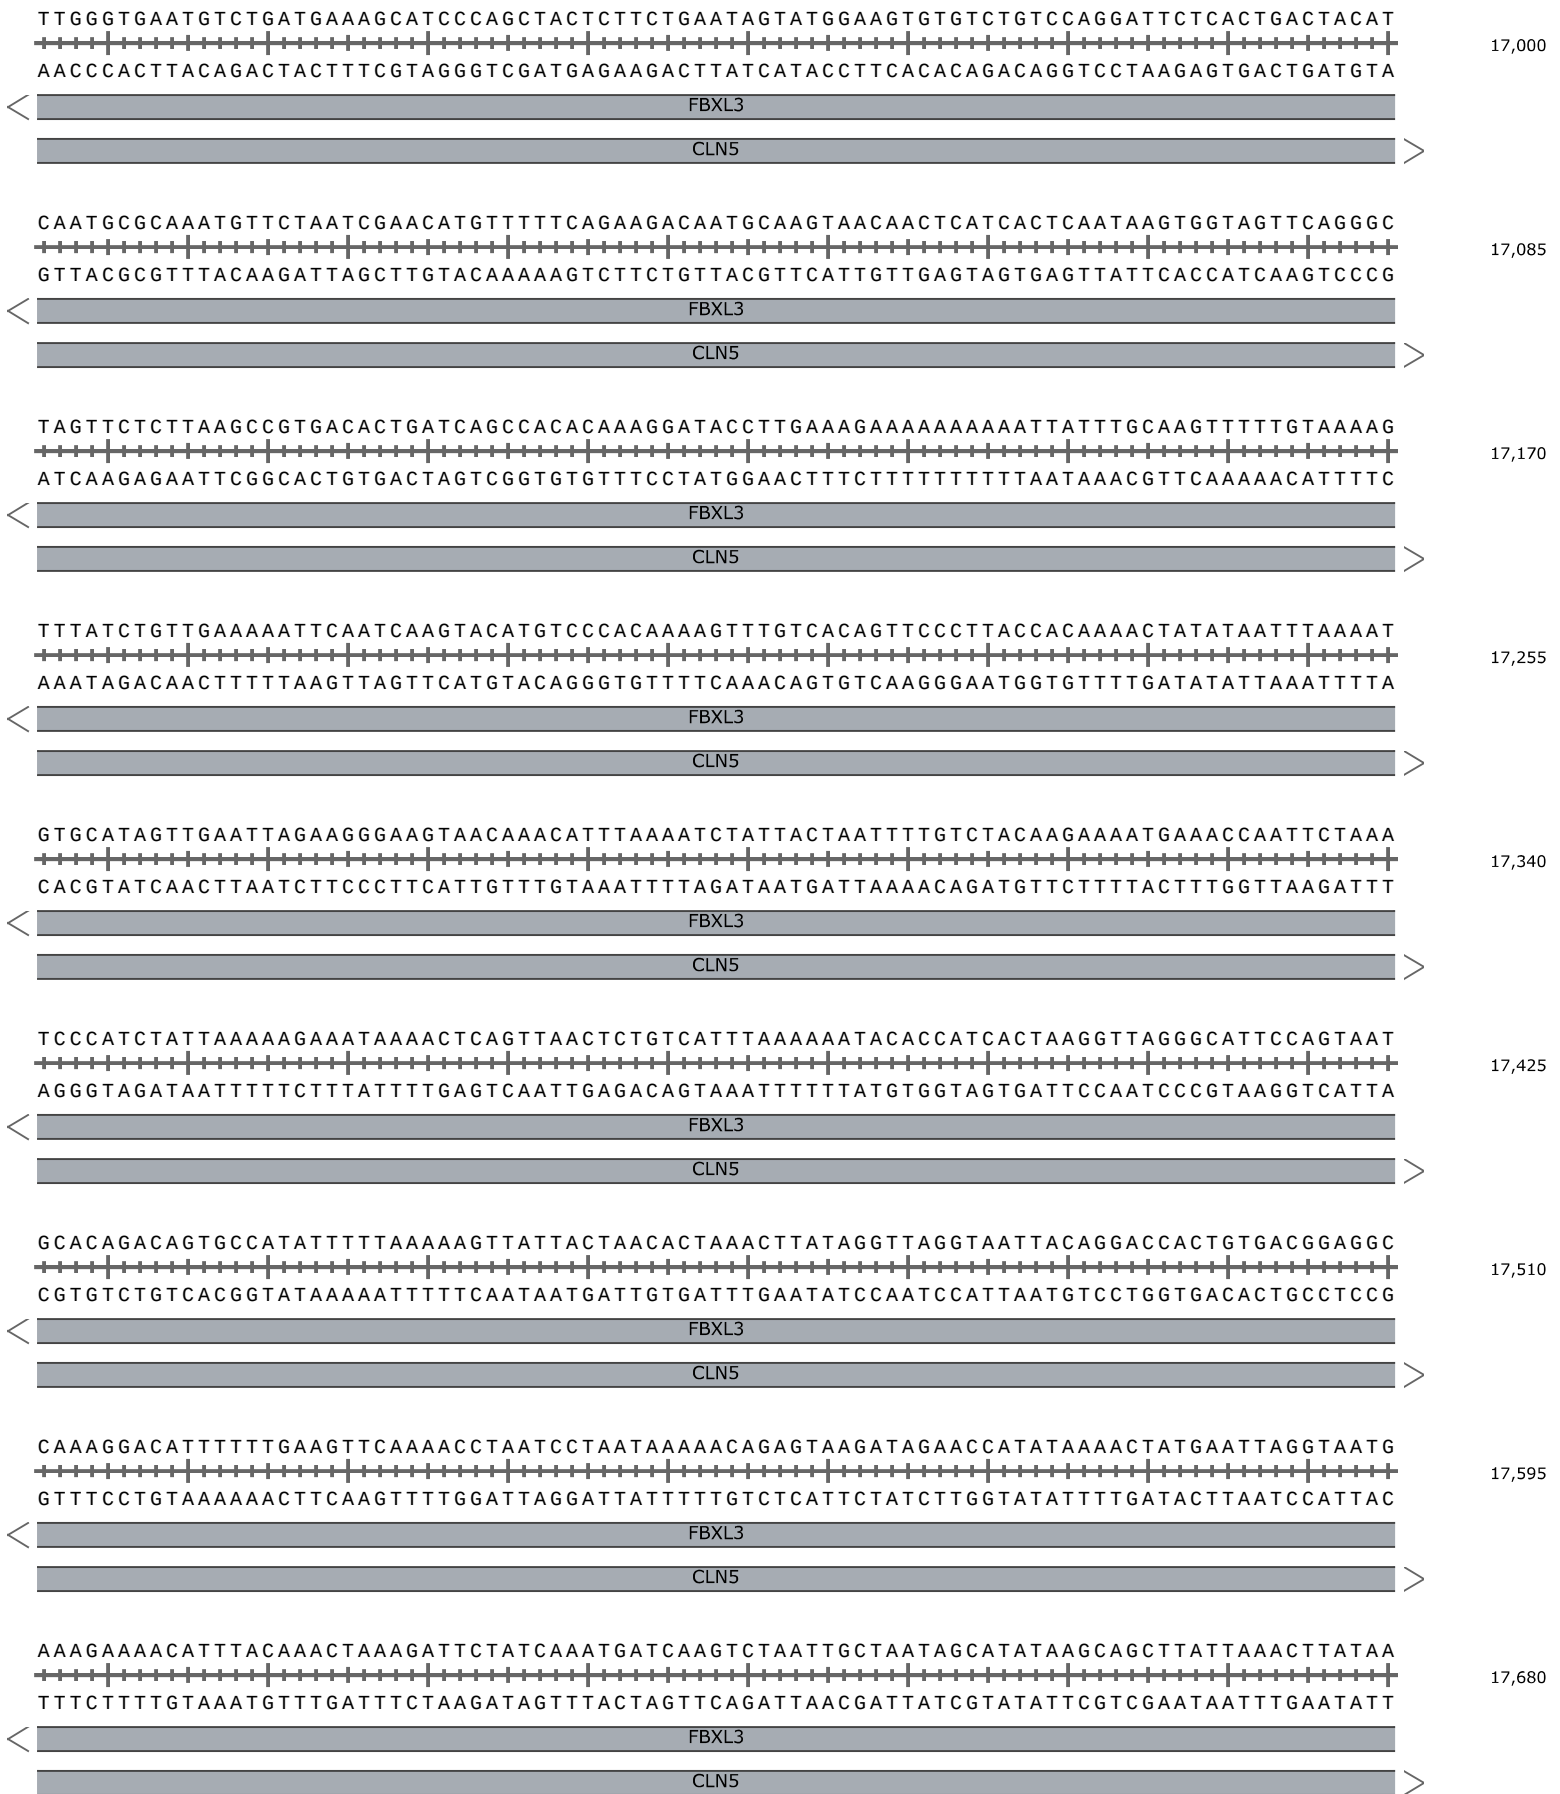 TTGGGTGAATGTCTGATGAAAGCATCCCAGCTACTCTTCTGAATAGTATGGAAGTGTGTCTGTCCAGGATTCTCACTGACTACAT
17,000
AACCCACTTACAGACTACTTTCGTAGGGTCGATGAGAAGACTTATCATACCTTCACACAGACAGGTCCTAAGAGTGACTGATGTA
FBXL3
CLN5
CAATGCGCAAATGTTCTAATCGAACATGTTTTTCAGAAGACAATGCAAGTAACAACTCATCACTCAATAAGTGGTAGTTCAGGGC
17,085
GTTACGCGTTTACAAGATTAGCTTGTACAAAAAGTCTTCTGTTACGTTCATTGTTGAGTAGTGAGTTATTCACCATCAAGTCCCG
FBXL3
CLN5
TAGTTCTCTTAAGCCGTGACACTGATCAGCCACACAAAGGATACCTTGAAAGAAAAAAAAAATTATTTGCAAGTTTTTGTAAAAG
17,170
ATCAAGAGAATTCGGCACTGTGACTAGTCGGTGTGTTTCCTATGGAACTTTCTTTTTTTTTTAATAAACGTTCAAAAACATTTTC
FBXL3
CLN5
TTTATCTGTTGAAAAATTCAATCAAGTACATGTCCCACAAAAGTTTGTCACAGTTCCCTTACCACAAAACTATATAATTTAAAAT
17,255
AAATAGACAACTTTTTAAGTTAGTTCATGTACAGGGTGTTTTCAAACAGTGTCAAGGGAATGGTGTTTTGATATATTAAATTTTA
FBXL3
CLN5
GTGCATAGTTGAATTAGAAGGGAAGTAACAAACATTTAAAATCTATTACTAATTTTGTCTACAAGAAAATGAAACCAATTCTAAA
17,340
CACGTATCAACTTAATCTTCCCTTCATTGTTTGTAAATTTTAGATAATGATTAAAACAGATGTTCTTTTACTTTGGTTAAGATTT
FBXL3
CLN5
TCCCATCTATTAAAAAGAAATAAAACTCAGTTAACTCTGTCATTTAAAAAATACACCATCACTAAGGTTAGGGCATTCCAGTAAT
17,425
AGGGTAGATAATTTTTCTTTATTTTGAGTCAATTGAGACAGTAAATTTTTTATGTGGTAGTGATTCCAATCCCGTAAGGTCATTA
FBXL3
CLN5
GCACAGACAGTGCCATATTTTTAAAAAGTTATTACTAACACTAAACTTATAGGTTAGGTAATTACAGGACCACTGTGACGGAGGC
17,510
CGTGTCTGTCACGGTATAAAAATTTTTCAATAATGATTGTGATTTGAATATCCAATCCATTAATGTCCTGGTGACACTGCCTCCG
FBXL3
CLN5
CAAAGGACATTTTTTGAAGTTCAAAACCTAATCCTAATAAAAACAGAGTAAGATAGAACCATATAAAACTATGAATTAGGTAATG
17,595
GTTTCCTGTAAAAAACTTCAAGTTTTGGATTAGGATTATTTTTGTCTCATTCTATCTTGGTATATTTTGATACTTAATCCATTAC
FBXL3
CLN5
AAAGAAAACATTTACAAACTAAAGATTCTATCAAATGATCAAGTCTAATTGCTAATAGCATATAAGCAGCTTATTAAACTTATAA
17,680
TTTCTTTTGTAAATGTTTGATTTCTAAGATAGTTTACTAGTTCAGATTAACGATTATCGTATATTCGTCGAATAATTTGAATATT
FBXL3
CLN5